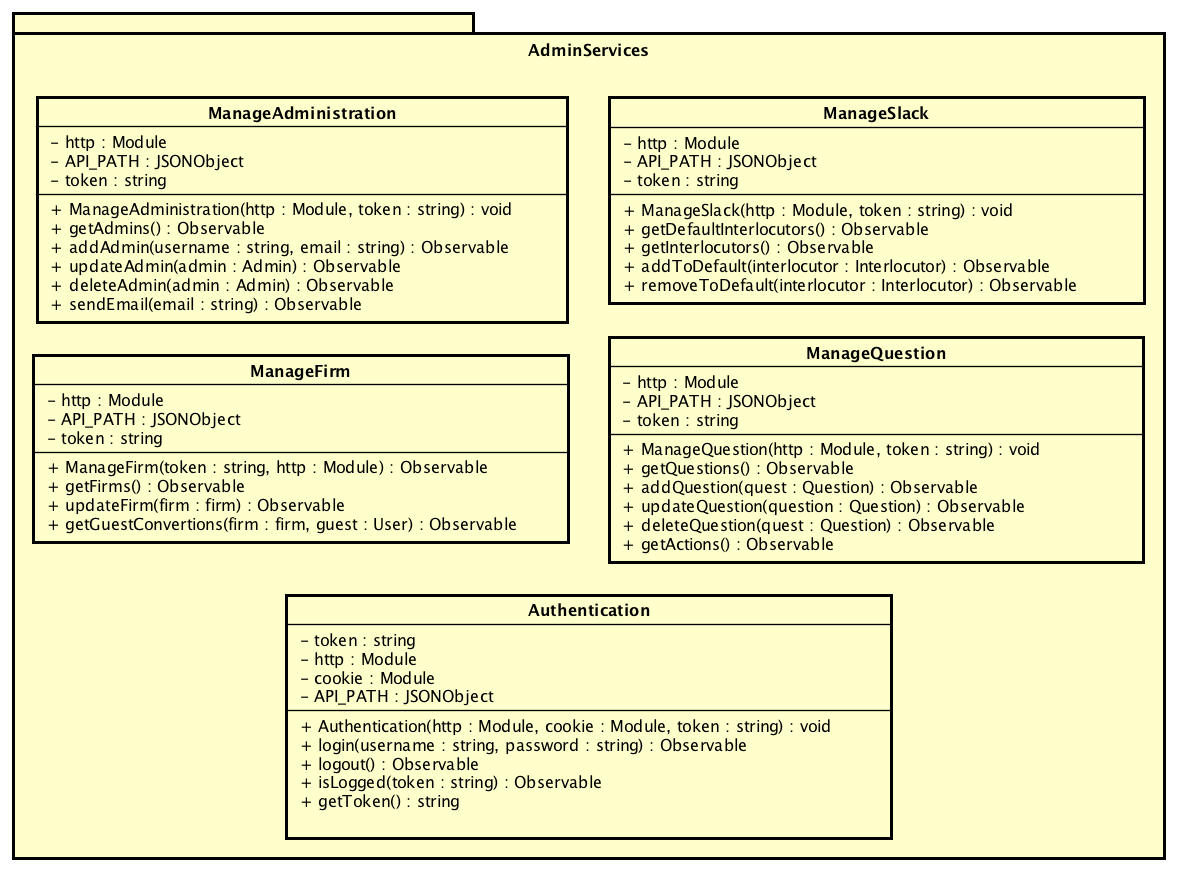 AdminServices
ManageAdministration
- http : Module
- API_PATH : JSONObject
- token : string
+ ManageAdministration(http : Module, token : string) : void
+ getAdmins() : Observable
+ addAdmin(username : string, email : string) : Observable
+ updateAdmin(admin : Admin) : Observable
+ deleteAdmin(admin : Admin) : Observable
+ sendEmail(email : string) : Observable
ManageSlack
- http : Module
- API_PATH : JSONObject
- token : string
+ ManageSlack(http : Module, token : string) : void
+ getDefaultInterlocutors() : Observable
+ getInterlocutors() : Observable
+ addToDefault(interlocutor : Interlocutor) : Observable
+ removeToDefault(interlocutor : Interlocutor) : Observable
ManageFirm
- http : Module
- API_PATH : JSONObject
- token : string
+ ManageFirm(token : string, http : Module) : Observable
+ getFirms() : Observable
+ updateFirm(firm : firm) : Observable
+ getGuestConvertions(firm : firm, guest : User) : Observable
ManageQuestion
- http : Module
- API_PATH : JSONObject
- token : string
+ ManageQuestion(http : Module, token : string) : void
+ getQuestions() : Observable
+ addQuestion(quest : Question) : Observable
+ updateQuestion(question : Question) : Observable
+ deleteQuestion(quest : Question) : Observable
+ getActions() : Observable
Authentication
- token : string
- http : Module
- cookie : Module
- API_PATH : JSONObject
+ Authentication(http : Module, cookie : Module, token : string) : void
+ login(username : string, password : string) : Observable
+ logout() : Observable
+ isLogged(token : string) : Observable
+ getToken() : string